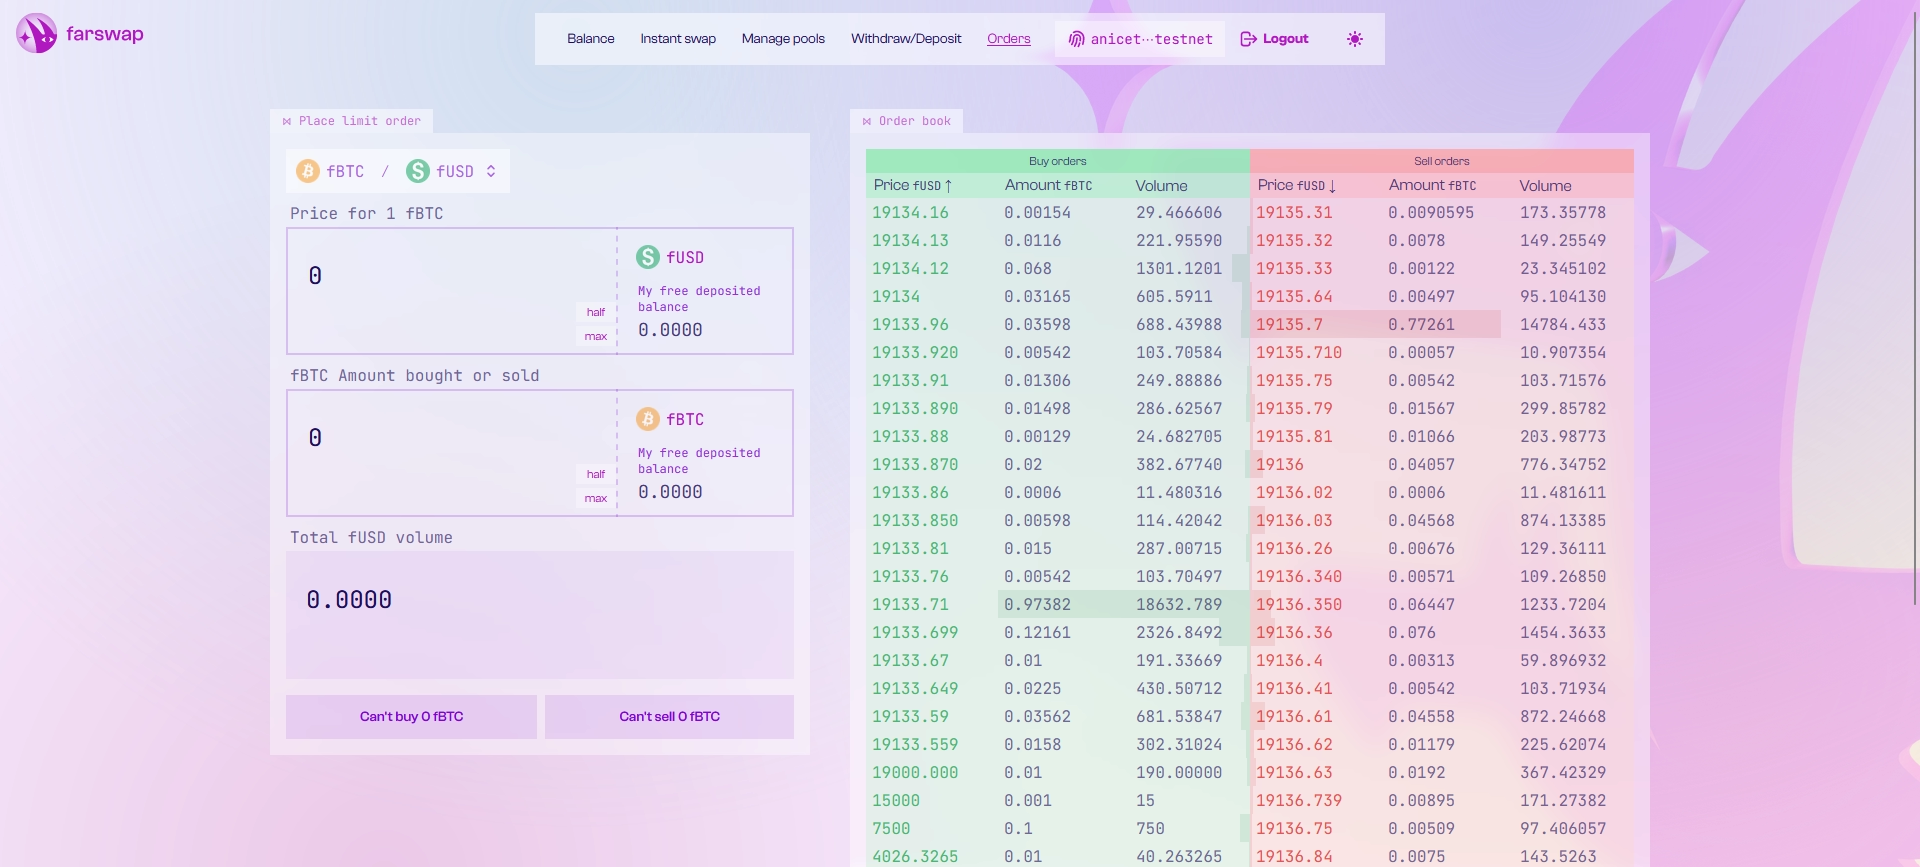 farswap
Balance Instant swap Manage pools Withdraw/Deposit Orders anicet···testnet Logout
Place limit order
fBTC / fUSD
Price for 1 fBTC
0
half
max
fUSD
My free deposited
balance
0.0000
fBTC Amount bought or sold
0
half
max
fBTC
My free deposited
balance
0.0000
Total fUSD volume
0.0000
Can't buy 0 fBTC Can't sell 0 fBTC
Order book
Buy orders Sell orders
Price fUSD ↑ Amount fBTC Volume Price fUSD ↓ Amount fBTC Volume
19134.16 0.00154 29.466606 19135.31 0.0090595 173.35778
19134.13 0.0116 221.95590 19135.32 0.0078 149.25549
19134.12 0.068 1301.1201 19135.33 0.00122 23.345102
19134 0.03165 605.5911 19135.64 0.00497 95.104130
19133.96 0.03598 688.43988 19135.7 0.77261 14784.433
19133.920 0.00542 103.70584 19135.710 0.00057 10.907354
19133.91 0.01306 249.88886 19135.75 0.00542 103.71576
19133.890 0.01498 286.62567 19135.79 0.01567 299.85782
19133.88 0.00129 24.682705 19135.81 0.01066 203.98773
19133.870 0.02 382.67740 19136 0.04057 776.34752
19133.86 0.0006 11.480316 19136.02 0.0006 11.481611
19133.850 0.00598 114.42042 19136.03 0.04568 874.13385
19133.81 0.015 287.00715 19136.26 0.00676 129.36111
19133.76 0.00542 103.70497 19136.340 0.00571 109.26850
19133.71 0.97382 18632.789 19136.350 0.06447 1233.7204
19133.699 0.12161 2326.8492 19136.36 0.076 1454.3633
19133.67 0.01 191.33669 19136.4 0.00313 59.896932
19133.649 0.0225 430.50712 19136.41 0.00542 103.71934
19133.59 0.03562 681.53847 19136.61 0.04558 872.24668
19133.559 0.0158 302.31024 19136.62 0.01179 225.62074
19000.000 0.01 190.00000 19136.63 0.0192 367.42329
15000 0.001 15 19136.739 0.00895 171.27382
7500 0.1 750 19136.75 0.00509 97.406057
4026.3265 0.01 40.263265 19136.84 0.0075 143.5263